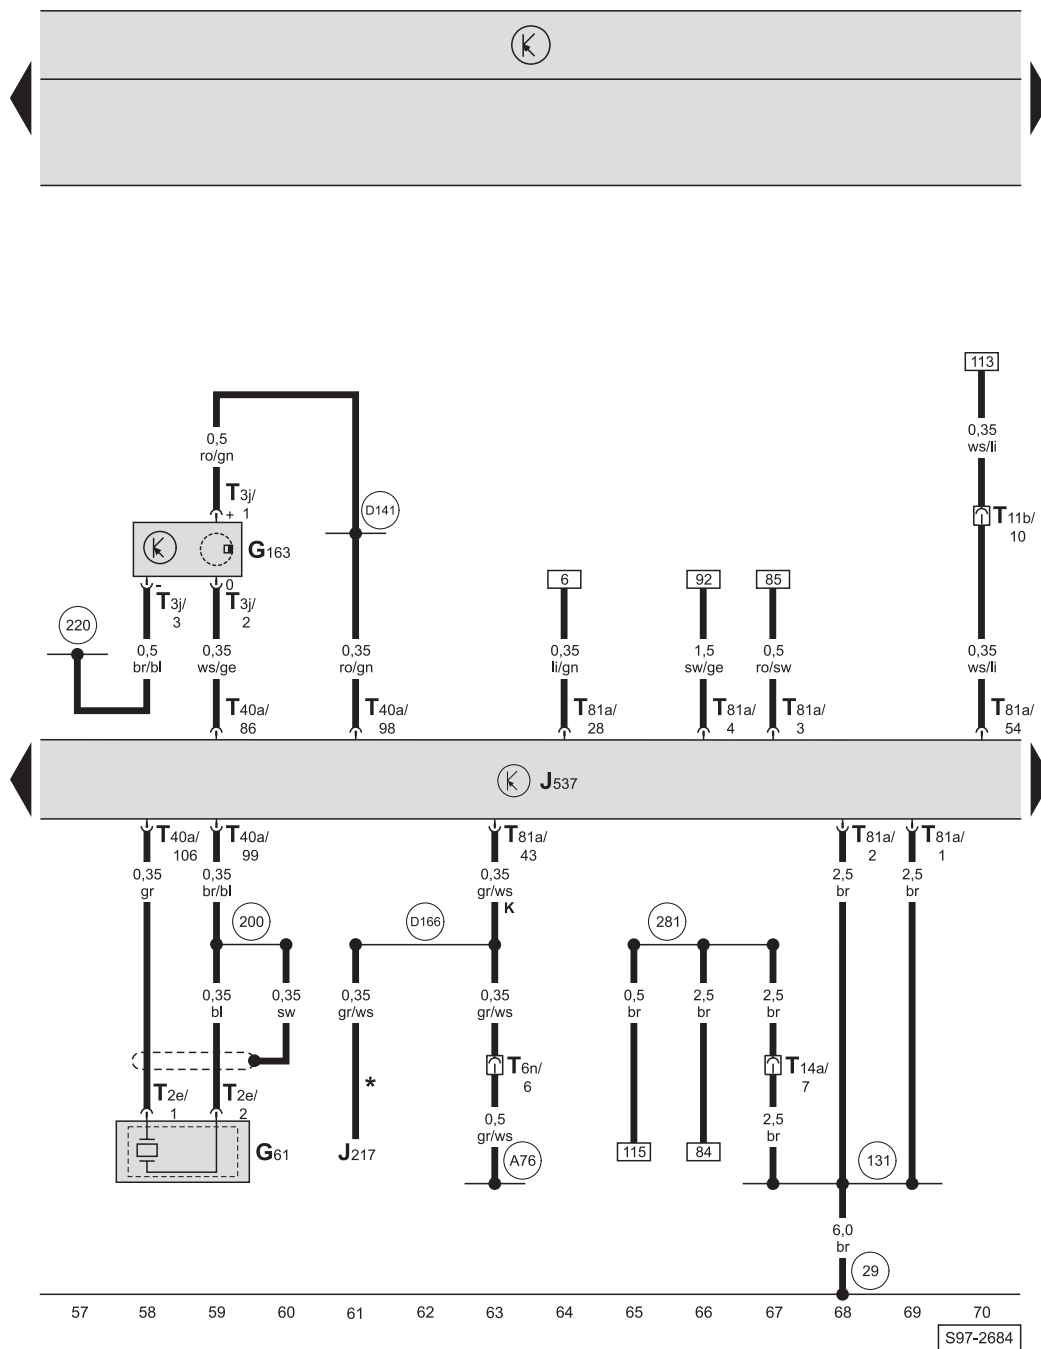 113
0,35
ws/li
0,5
ro/gn
T3j/
+ 1
D141
T11b/
10
G163
- 0
T3j/
3
T3j/
2
6
92
85
220
0,5
br/bl
0,35
ws/ge
0,35
ro/gn
0,35
li/gn
1,5
sw/ge
0,5
ro/sw
0,35
ws/li
T40a/
86
T40a/
98
T81a/
28
T81a/
4
T81a/
3
T81a/
54
J537
T40a/
106
T40a/
99
T81a/
43
T81a/
2
T81a/
1
0,35
gr
0,35
br/bl
0,35
gr/ws
K
2,5
br
2,5
br
200
D166
281
0,35
bl
0,35
sw
0,35
gr/ws
0,35
gr/ws
0,5
br
2,5
br
2,5
br
T6n/
6
T14a/
7
*
T2e/
1
T2e/
2
0,5
gr/ws
2,5
br
G61
J217
A76
115
84
131
6,0
br
29
57 58 59 60 61 62 63 64 65 66 67 68 69 70
S97-2684